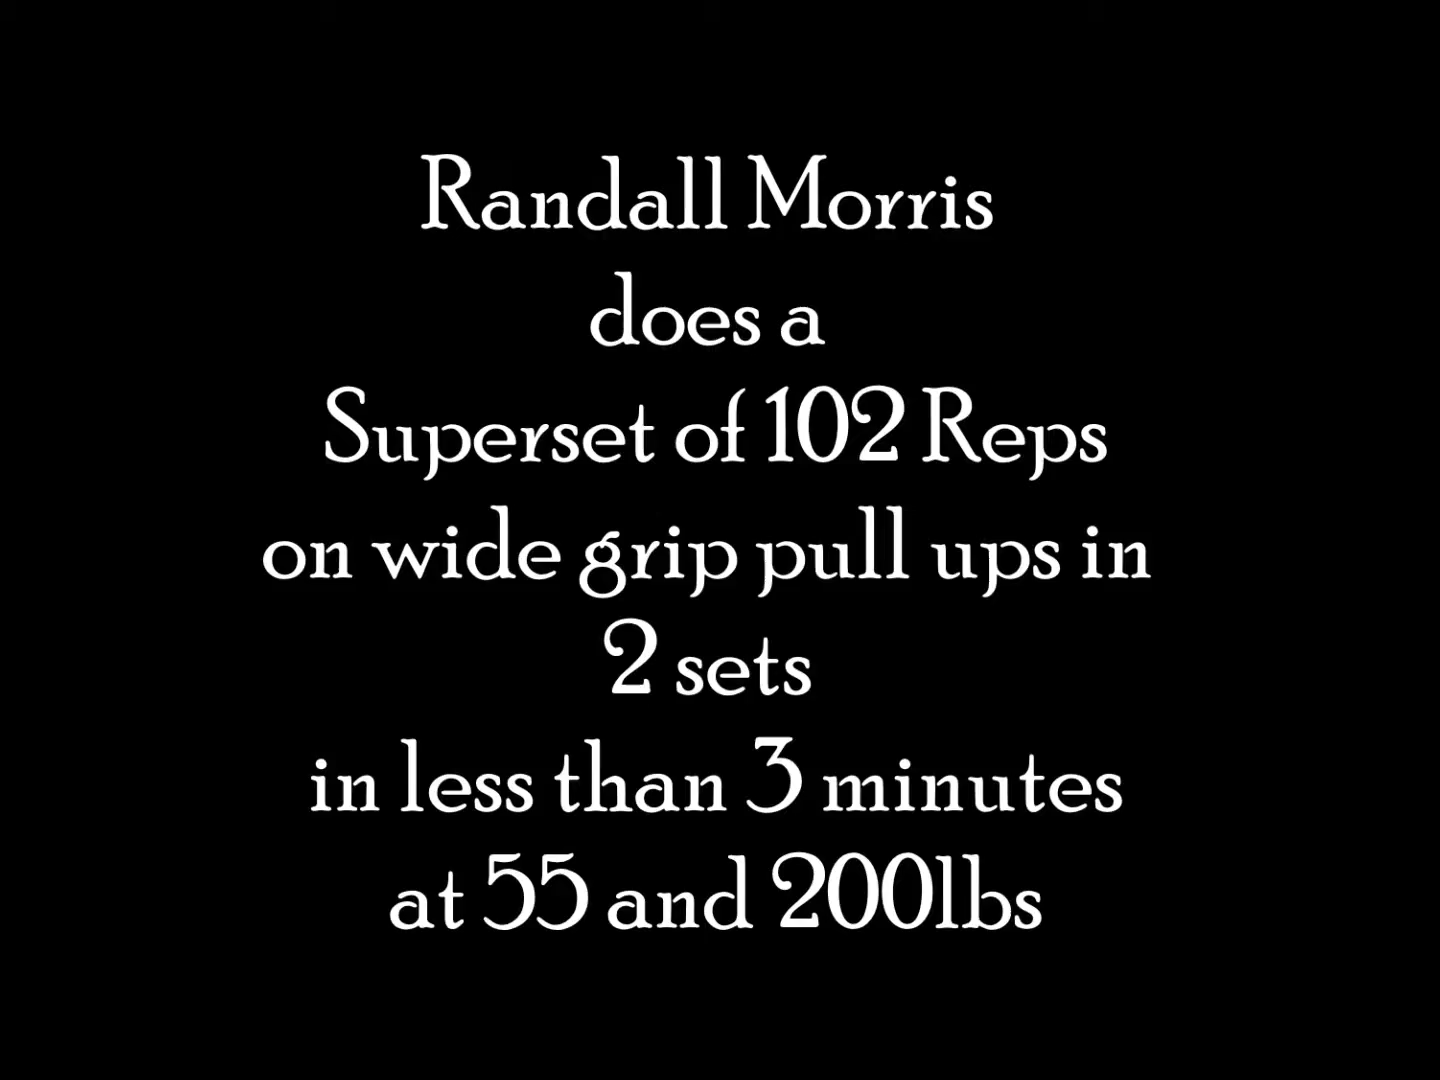 Randall Morris
does a
Superset of 102 Reps
on wide grip pull ups in
2 sets
in less than 3 minutes
at 55 and 200lbs